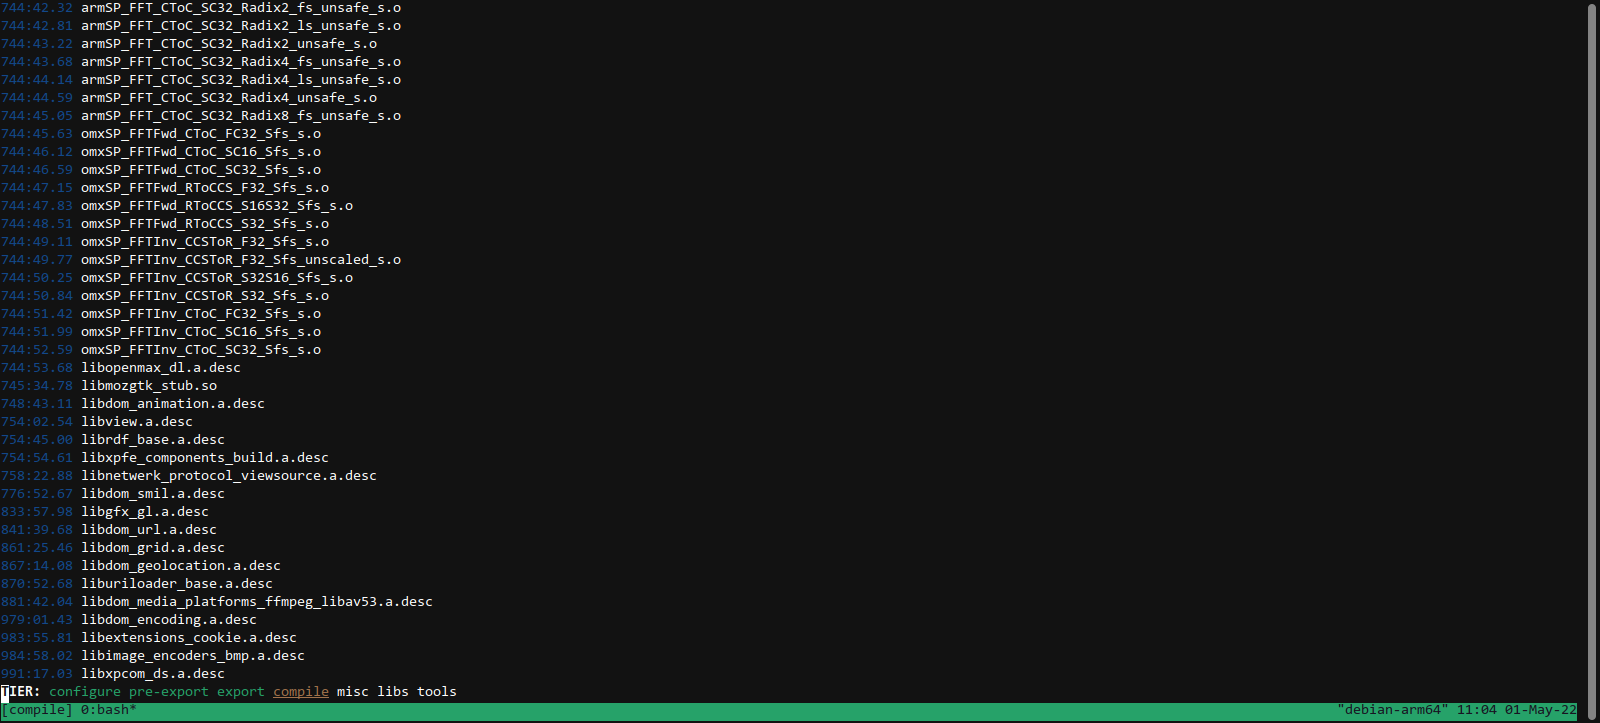 744:42.32 armSP_FFT_CToC_SC32_Radix2_fs_unsafe_s.o
744:42.81 armSP_FFT_CToC_SC32_Radix2_ls_unsafe_s.o
744:43.22 armSP_FFT_CToC_SC32_Radix2_unsafe_s.o
744:43.68 armSP_FFT_CToC_SC32_Radix4_fs_unsafe_s.o
744:44.14 armSP_FFT_CToC_SC32_Radix4_ls_unsafe_s.o
744:44.59 armSP_FFT_CToC_SC32_Radix4_unsafe_s.o
744:45.05 armSP_FFT_CToC_SC32_Radix8_fs_unsafe_s.o
744:45.63 omxSP_FFTFwd_CToC_FC32_Sfs_s.o
744:46.12 omxSP_FFTFwd_CToC_SC16_Sfs_s.o
744:46.59 omxSP_FFTFwd_CToC_SC32_Sfs_s.o
744:47.15 omxSP_FFTFwd_RToCCS_F32_Sfs_s.o
744:47.83 omxSP_FFTFwd_RToCCS_S16S32_Sfs_s.o
744:48.51 omxSP_FFTFwd_RToCCS_S32_Sfs_s.o
744:49.11 omxSP_FFTInv_CCSToR_F32_Sfs_s.o
744:49.77 omxSP_FFTInv_CCSToR_F32_Sfs_unscaled_s.o
744:50.25 omxSP_FFTInv_CCSToR_S32S16_Sfs_s.o
744:50.84 omxSP_FFTInv_CCSToR_S32_Sfs_s.o
744:51.42 omxSP_FFTInv_CToC_FC32_Sfs_s.o
744:51.99 omxSP_FFTInv_CToC_SC16_Sfs_s.o
744:52.59 omxSP_FFTInv_CToC_SC32_Sfs_s.o
744:53.68 libopenmax_dl.a.desc
745:34.78 libmozgtk_stub.so
748:43.11 libdom_animation.a.desc
754:02.54 libview.a.desc
754:45.00 librdf_base.a.desc
754:54.61 libxpfe_components_build.a.desc
758:22.88 libnetwerk_protocol_viewsource.a.desc
776:52.67 libdom_smil.a.desc
833:57.98 libgfx_gl.a.desc
841:39.68 libdom_url.a.desc
861:25.46 libdom_grid.a.desc
867:14.08 libdom_geolocation.a.desc
870:52.68 liburiloader_base.a.desc
881:42.04 libdom_media_platforms_ffmpeg_libav53.a.desc
979:01.43 libdom_encoding.a.desc
983:55.81 libextensions_cookie.a.desc
984:58.02 libimage_encoders_bmp.a.desc
991:17.03 libxpcom_ds.a.desc
TIER: configure pre-export export compile misc libs tools
[compile] 0:bash* "debian-arm64" 11:04 01-May-22